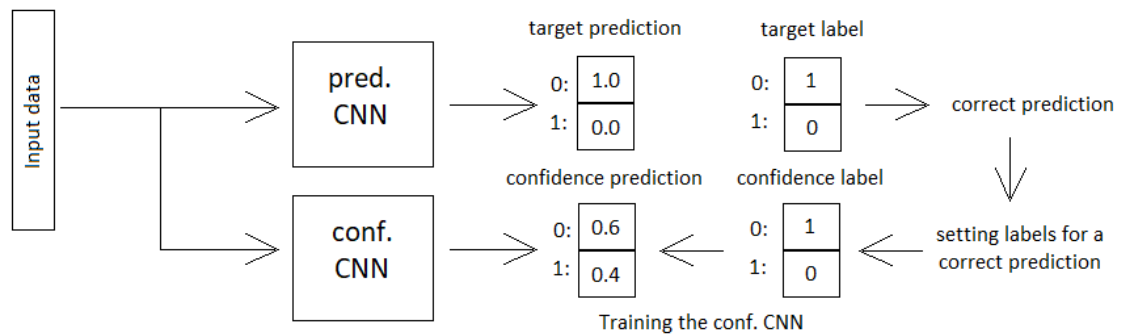 Input data
pred.
CNN
target prediction
0: 1.0
1: 0.0
target label
0: 1
1: 0
correct prediction
conf.
CNN
confidence prediction
0: 0.6
1: 0.4
confidence label
0: 1
1: 0
setting labels for a
correct prediction
Training the conf. CNN